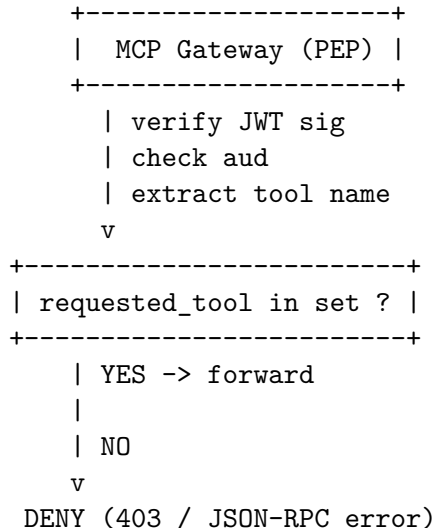 +--------------------+
| MCP Gateway (PEP) |
+--------------------+
| verify JWT sig
| check aud
| extract tool name
v
+-------------------------+
| requested_tool in set ? |
+-------------------------+
| YES -> forward
|
| NO
v
DENY (403 / JSON-RPC error)